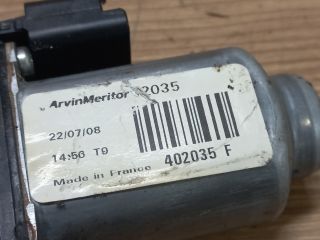 ArvinMeritor 2035
22/07/08
14:56 T9
402035 F
Made in France